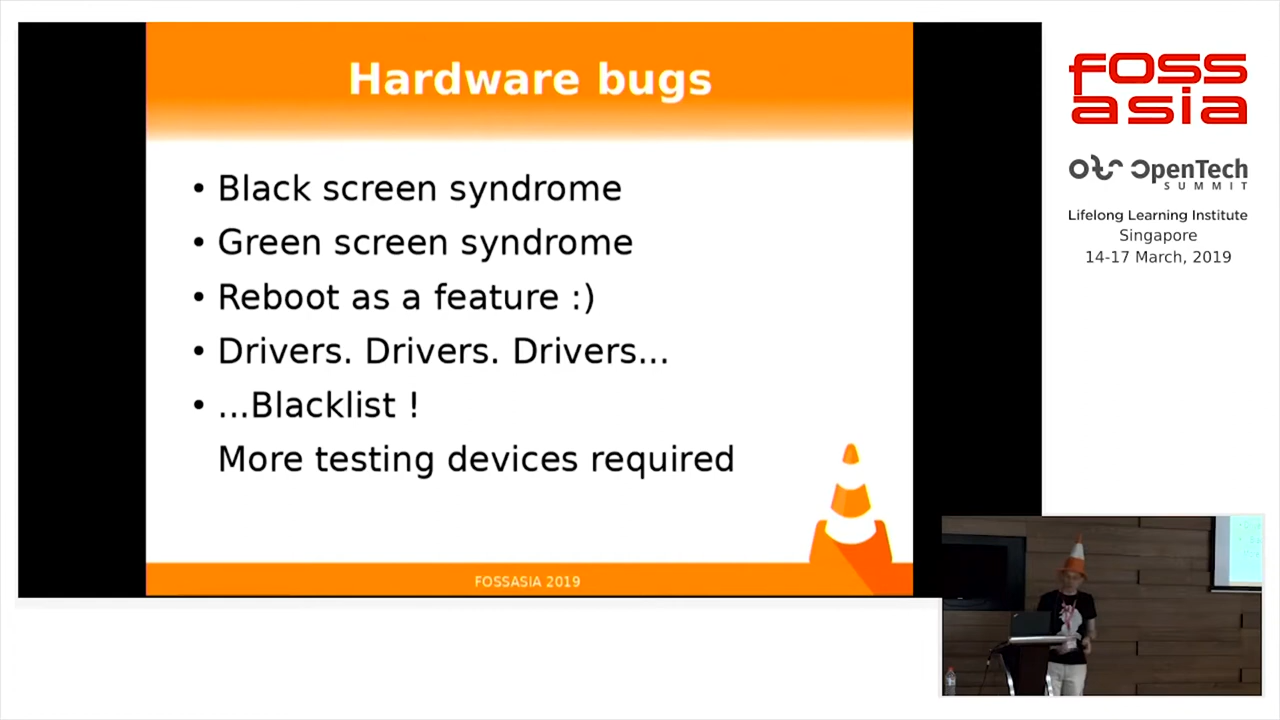 Hardware bugs
• Black screen syndrome
• Green screen syndrome
• Reboot as a feature :)
• Drivers. Drivers. Drivers...
• ...Blacklist !
More testing devices required
FOSSASIA 2019
foss
asia
OpenTech
SUMMIT
Lifelong Learning Institute
Singapore
14-17 March, 2019